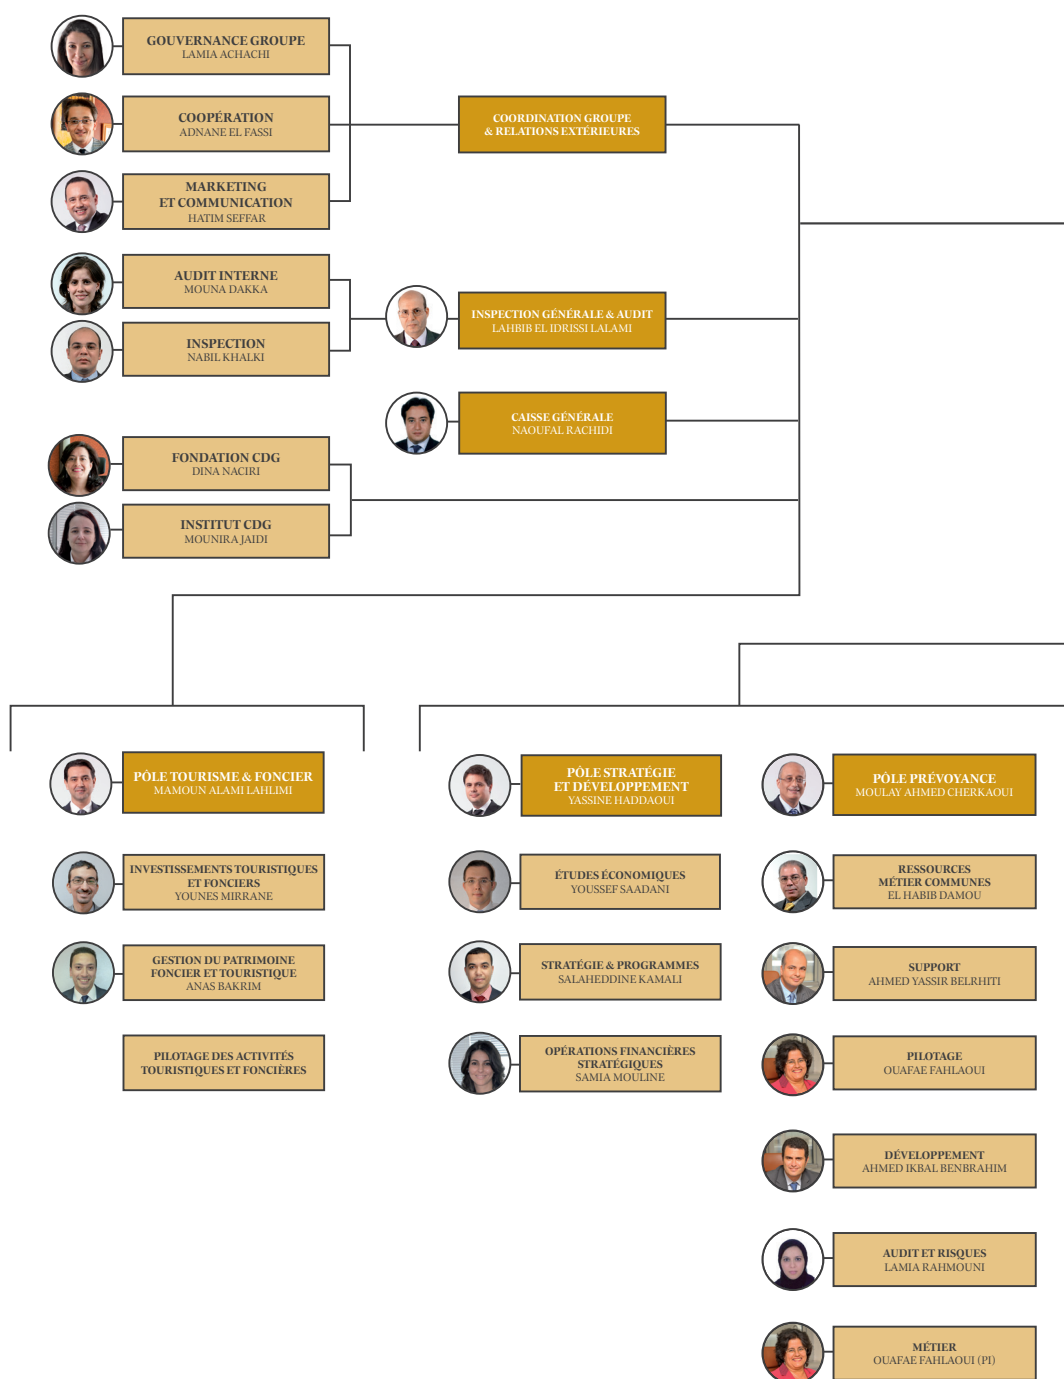 GOUVERNANCE GROUPE
LAMIA ACHACHI
COOPÉRATION
ADNANE EL FASSI
MARKETING
ET COMMUNICATION
HATIM SEFFAR
COORDINATION GROUPE
& RELATIONS EXTÉRIEURES
AUDIT INTERNE
MOUNA DAKKA
INSPECTION
NABIL KHALKI
INSPECTION GÉNÉRALE & AUDIT
LAHBIB EL IDRISSI LALAMI
CAISSE GÉNÉRALE
NAOUFAL RACHIDI
FONDATION CDG
DINA NACIRI
INSTITUT CDG
MOUNIRA JAIDI
PÔLE TOURISME & FONCIER
MAMOUN ALAMI LAHLIMI
INVESTISSEMENTS TOURISTIQUES
ET FONCIERS
YOUNES MIRRANE
GESTION DU PATRIMOINE
FONCIER ET TOURISTIQUE
ANAS BAKRIM
PILOTAGE DES ACTIVITÉS
TOURISTIQUES ET FONCIÈRES
PÔLE STRATÉGIE
ET DÉVELOPPEMENT
YASSINE HADDAOUI
ÉTUDES ÉCONOMIQUES
YOUSSEF SAADANI
STRATÉGIE & PROGRAMMES
SALAHEDDINE KAMALI
OPÉRATIONS FINANCIÈRES
STRATÉGIQUES
SAMIA MOULINE
PÔLE PRÉVOYANCE
MOULAY AHMED CHERKAOUI
RESSOURCES
MÉTIER COMMUNES
EL HABIB DAMOU
SUPPORT
AHMED YASSIR BELRHITI
PILOTAGE
OUAFAE FAHLAOUI
DÉVELOPPEMENT
AHMED IKBAL BENBRAHIM
AUDIT ET RISQUES
LAMIA RAHMOUNI
MÉTIER
OUAFAE FAHLAOUI (PI)